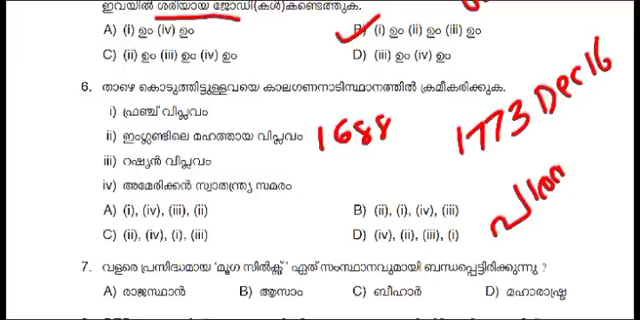 ഇവയിൽ ശരിയായ ജോഡി(കൾ)കണ്ടെത്തുക.
A) (i) ഉം (iv) ഉം
B) (i) ഉം (ii) ഉം (iii) ഉം
C) (ii) ഉം (iii) ഉം (iv) ഉം
D) (iii) ഉം (iv) ഉം
6. താഴെ കൊടുത്തിട്ടുള്ളവയെ കാലഗണനാടിസ്ഥാനത്തിൽ ക്രമീകരിക്കുക.
i) ഫ്രഞ്ച് വിപ്ലവം
ii) ഇംഗ്ലണ്ടിലെ മഹത്തായ വിപ്ലവം 1688
1773 Dec 16
iii) റഷ്യൻ വിപ്ലവം
iv) അമേരിക്കൻ സ്വാതന്ത്ര്യ സമരം
A) (i), (iv), (iii), (ii)
B) (ii), (i), (iv), (iii)
C) (ii), (iv), (i), (iii)
D) (iv), (ii), (iii), (i)
7. വളരെ പ്രസിദ്ധമായ 'മൂഗ സിൽക്ക്' ഏത് സംസ്ഥാനവുമായി ബന്ധപ്പെട്ടിരിക്കുന്നു ?
A) രാജസ്ഥാൻ B) ആസാം C) ബീഹാർ D) മഹാരാഷ്ട്ര